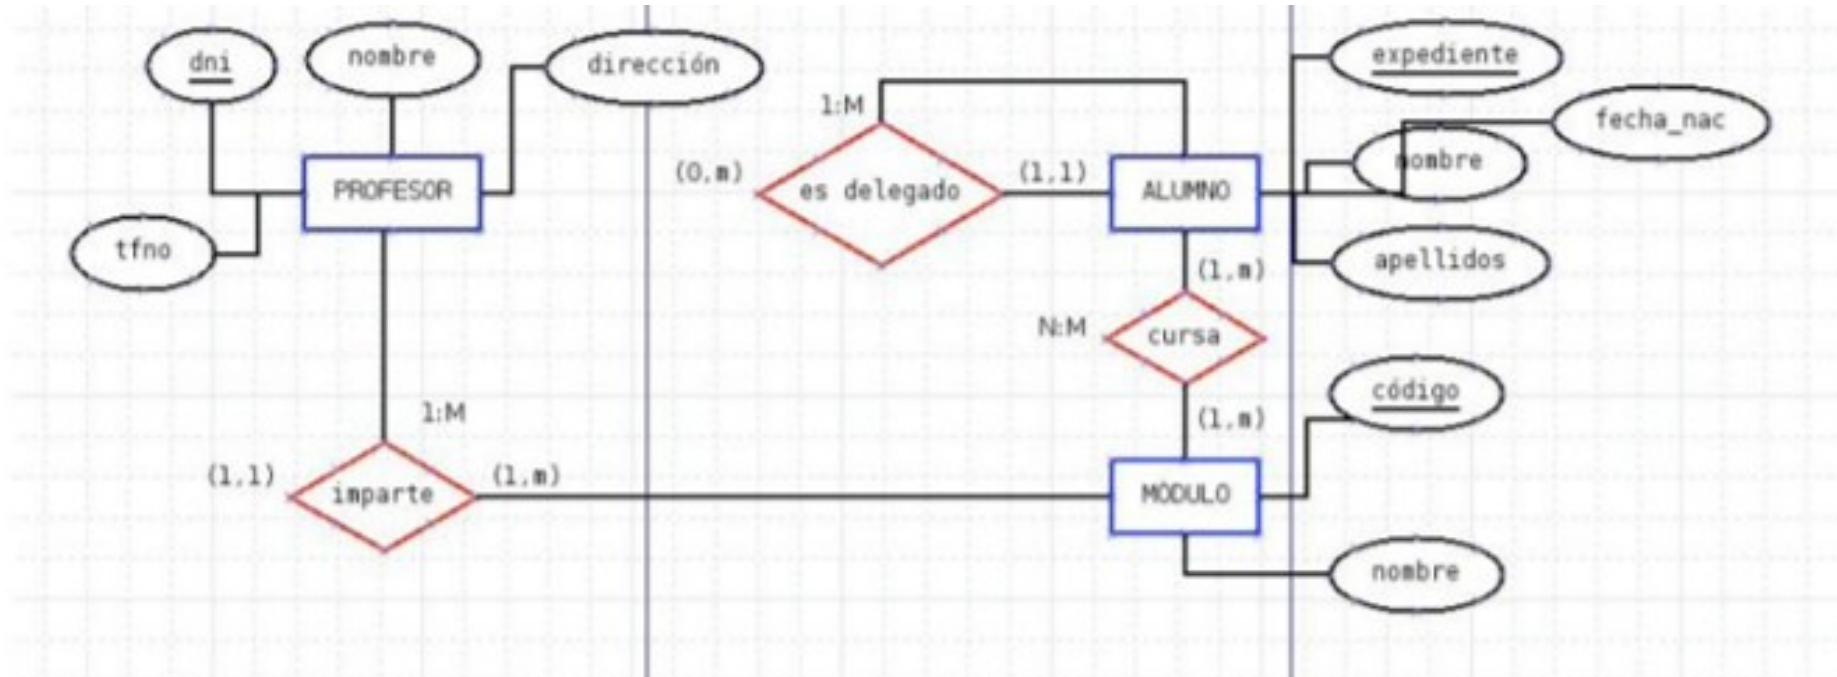 dni
nombre
dirección
expediente
fecha_nac
1:M
nombre
(0,m)
es delegado
(1,1)
PROFESOR
ALUMNO
tfno
apellidos
(1,m)
N:M
cursa
código
1:M
(1,m)
(1,1)
imparte
(1,m)
MÓDULO
nombre